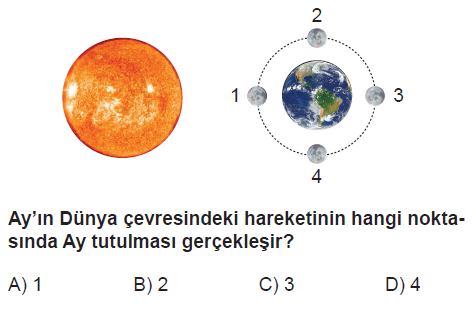 2
1
3
4
Ay'ın Dünya çevresindeki hareketinin hangi nokta-
sında Ay tutulması gerçekleşir?
A) 1 B) 2 C) 3 D) 4